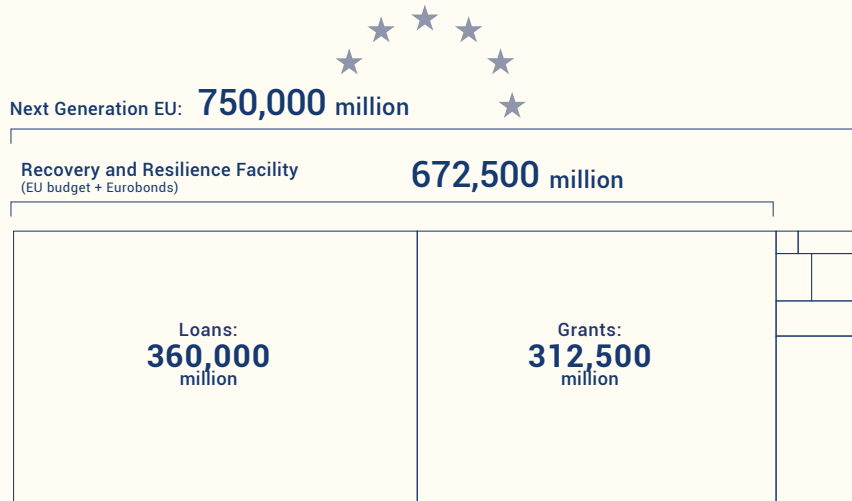 Next Generation EU: 750,000 million
Recovery and Resilience Facility 672,500 million
(EU budget + Eurobonds)
Loans:
360,000
million
Grants:
312,500
million